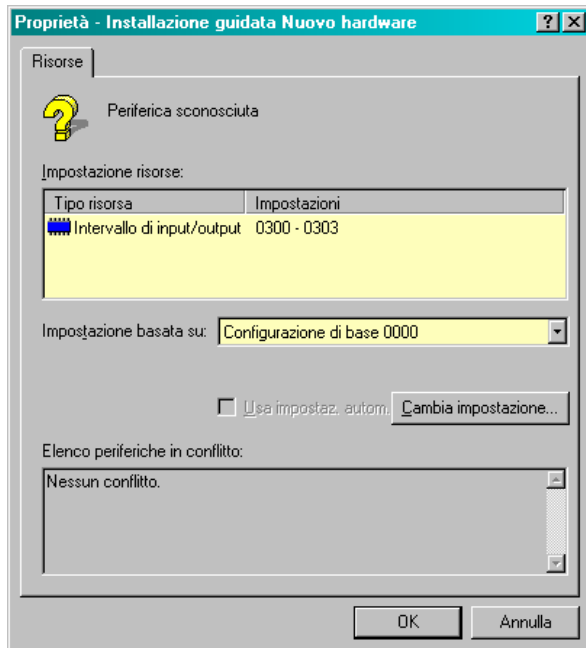 Proprietà - Installazione guidata Nuovo hardware
Risorse
Periferica sconosciuta
Impostazione risorse:
Tipo risorsa Impostazioni
Intervallo di input/output 0300 - 0303
Impostazione basata su: Configurazione di base 0000
Usa impostaz. autom. Cambia impostazione...
Elenco periferiche in conflitto:
Nessun conflitto.
OK Annulla